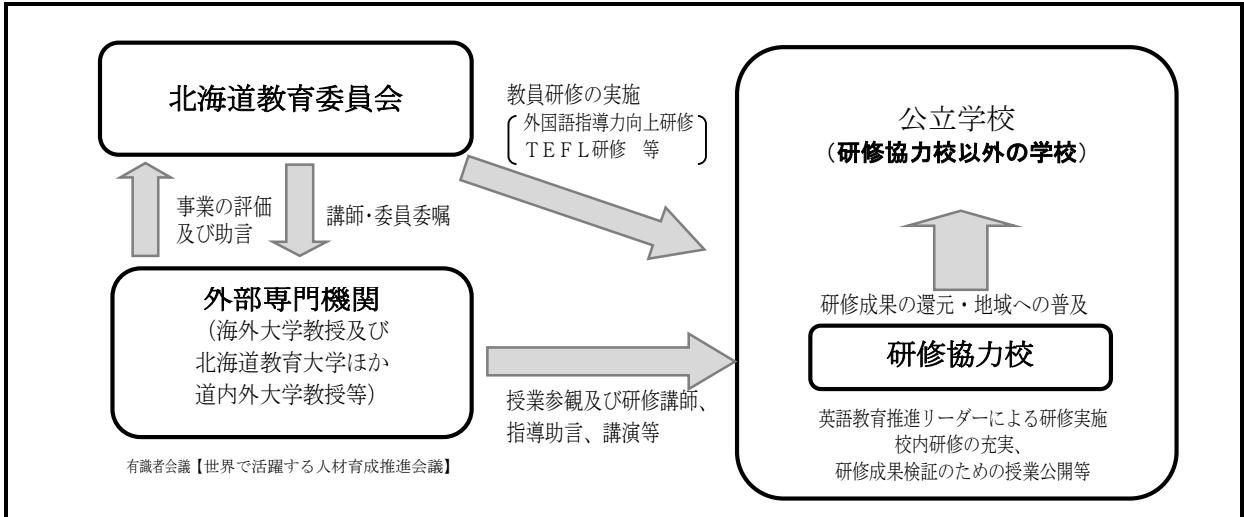 北海道教育委員会
教員研修の実施
外国語指導力向上研修
ＴＥＦＬ研修　等
事業の評価
及び助言
講師・委員委嘱
外部専門機関
（海外大学教授及び
北海道教育大学ほか
道内外大学教授等）
有識者会議【世界で活躍する人材育成推進会議】
授業参観及び研修講師、
指導助言、講演等
公立学校
（研修協力校以外の学校）
研修成果の還元・地域への普及
研修協力校
英語教育推進リーダーによる研修実施
校内研修の充実、
研修成果検証のための授業公開等